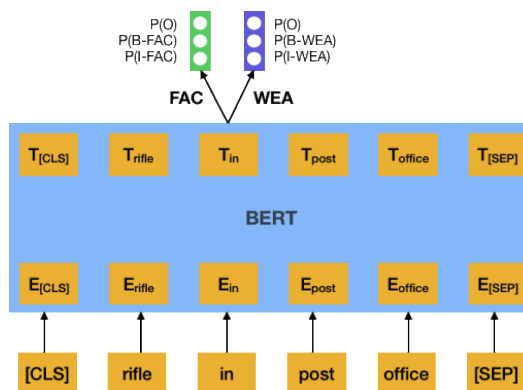 P(O) P(O)
P(B-FAC) P(B-WEA)
P(I-FAC) P(I-WEA)
FAC WEA
T[CLS] Trifle Tin Tpost Toffice T[SEP]
BERT
E[CLS] Erifle Ein Epost Eoffice E[SEP]
[CLS] rifle in post office [SEP]